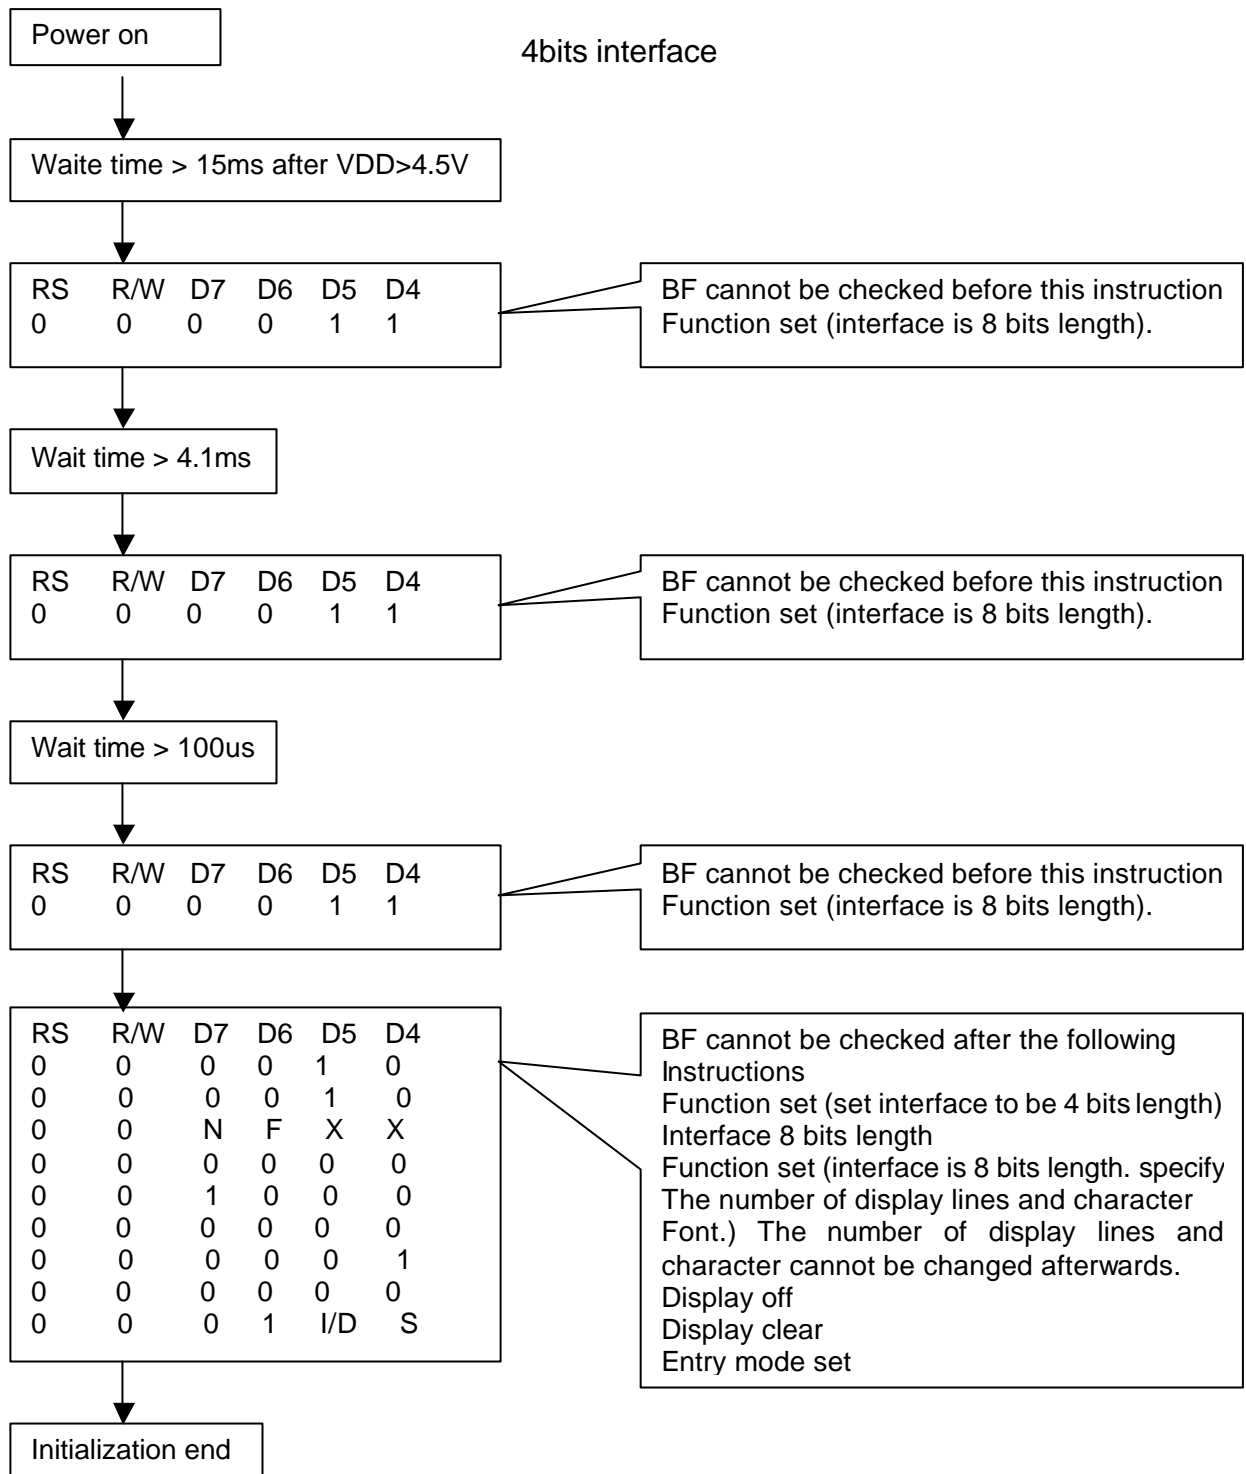 Power on
4bits interface
Waite time > 15ms after VDD>4.5V
RS R/W D7 D6 D5 D4
0 0 0 0 1 1
BF cannot be checked before this instruction
Function set (interface is 8 bits length).
Wait time > 4.1ms
RS R/W D7 D6 D5 D4
0 0 0 0 1 1
BF cannot be checked before this instruction
Function set (interface is 8 bits length).
Wait time > 100us
RS R/W D7 D6 D5 D4
0 0 0 0 1 1
BF cannot be checked before this instruction
Function set (interface is 8 bits length).
RS R/W D7 D6 D5 D4
0 0 0 0 1 0
0 0 0 0 1 0
0 0 N F X X
0 0 0 0 0 0
0 0 1 0 0 0
0 0 0 0 0 0
0 0 0 0 0 1
0 0 0 0 0 0
0 0 0 1 I/D S
BF cannot be checked after the following
Instructions
Function set (set interface to be 4 bits length)
Interface 8 bits length
Function set (interface is 8 bits length. specify
The number of display lines and character
Font.) The number of display lines and
character cannot be changed afterwards.
Display off
Display clear
Entry mode set
Initialization end